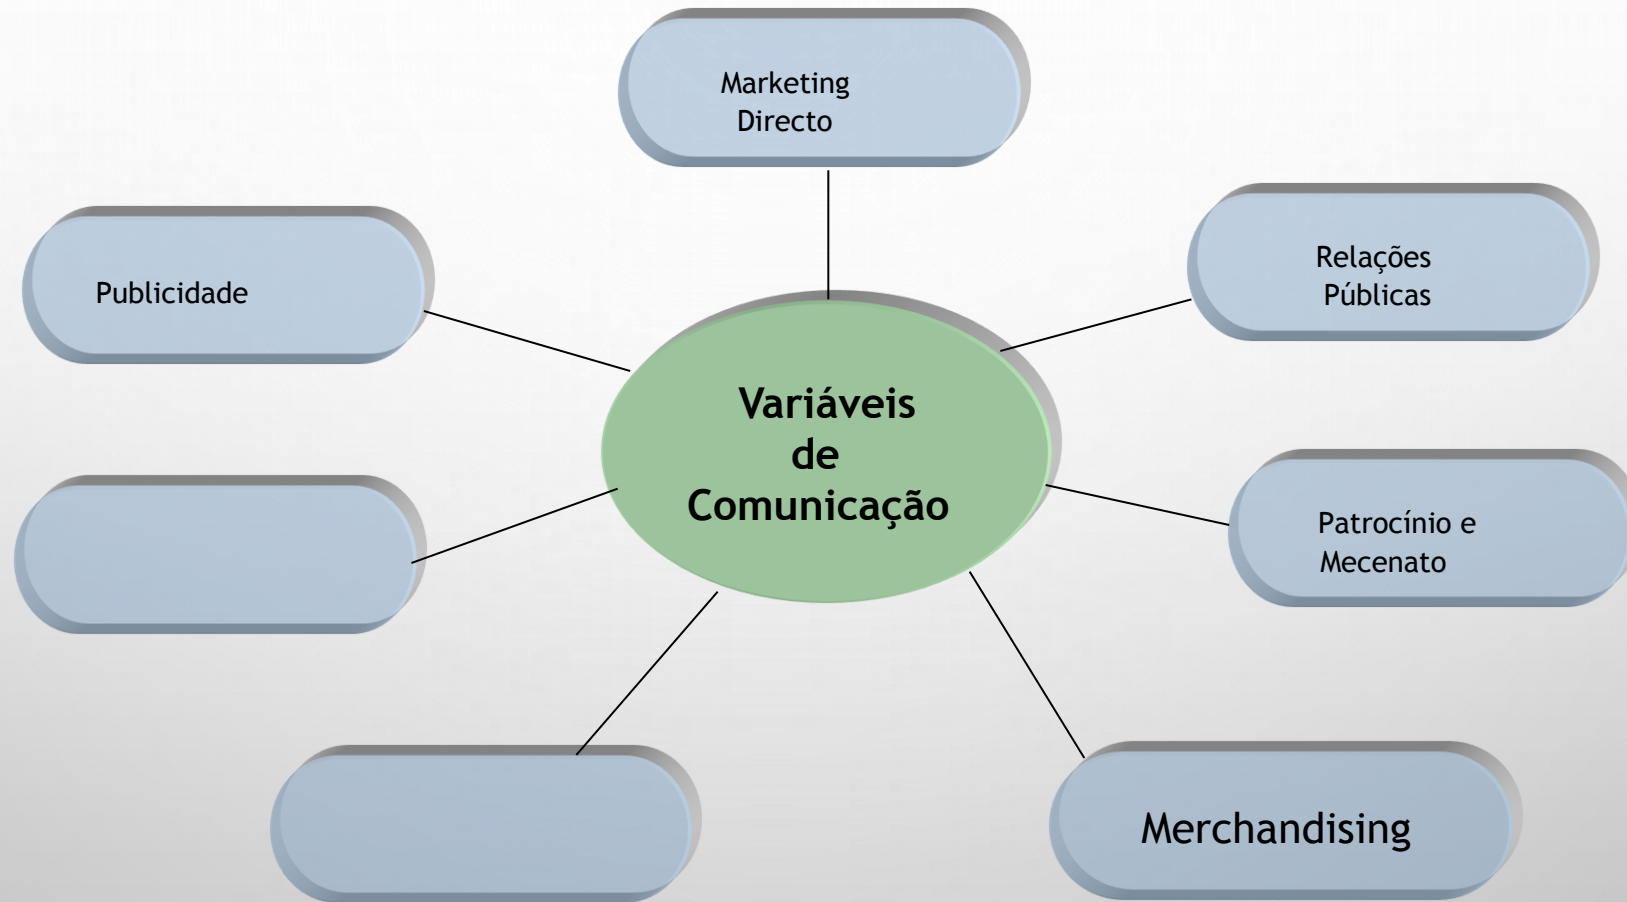 Marketing
Directo
Publicidade
Relações
Públicas
Variáveis
de
Comunicação
Patrocínio e
Mecenato
Merchandising